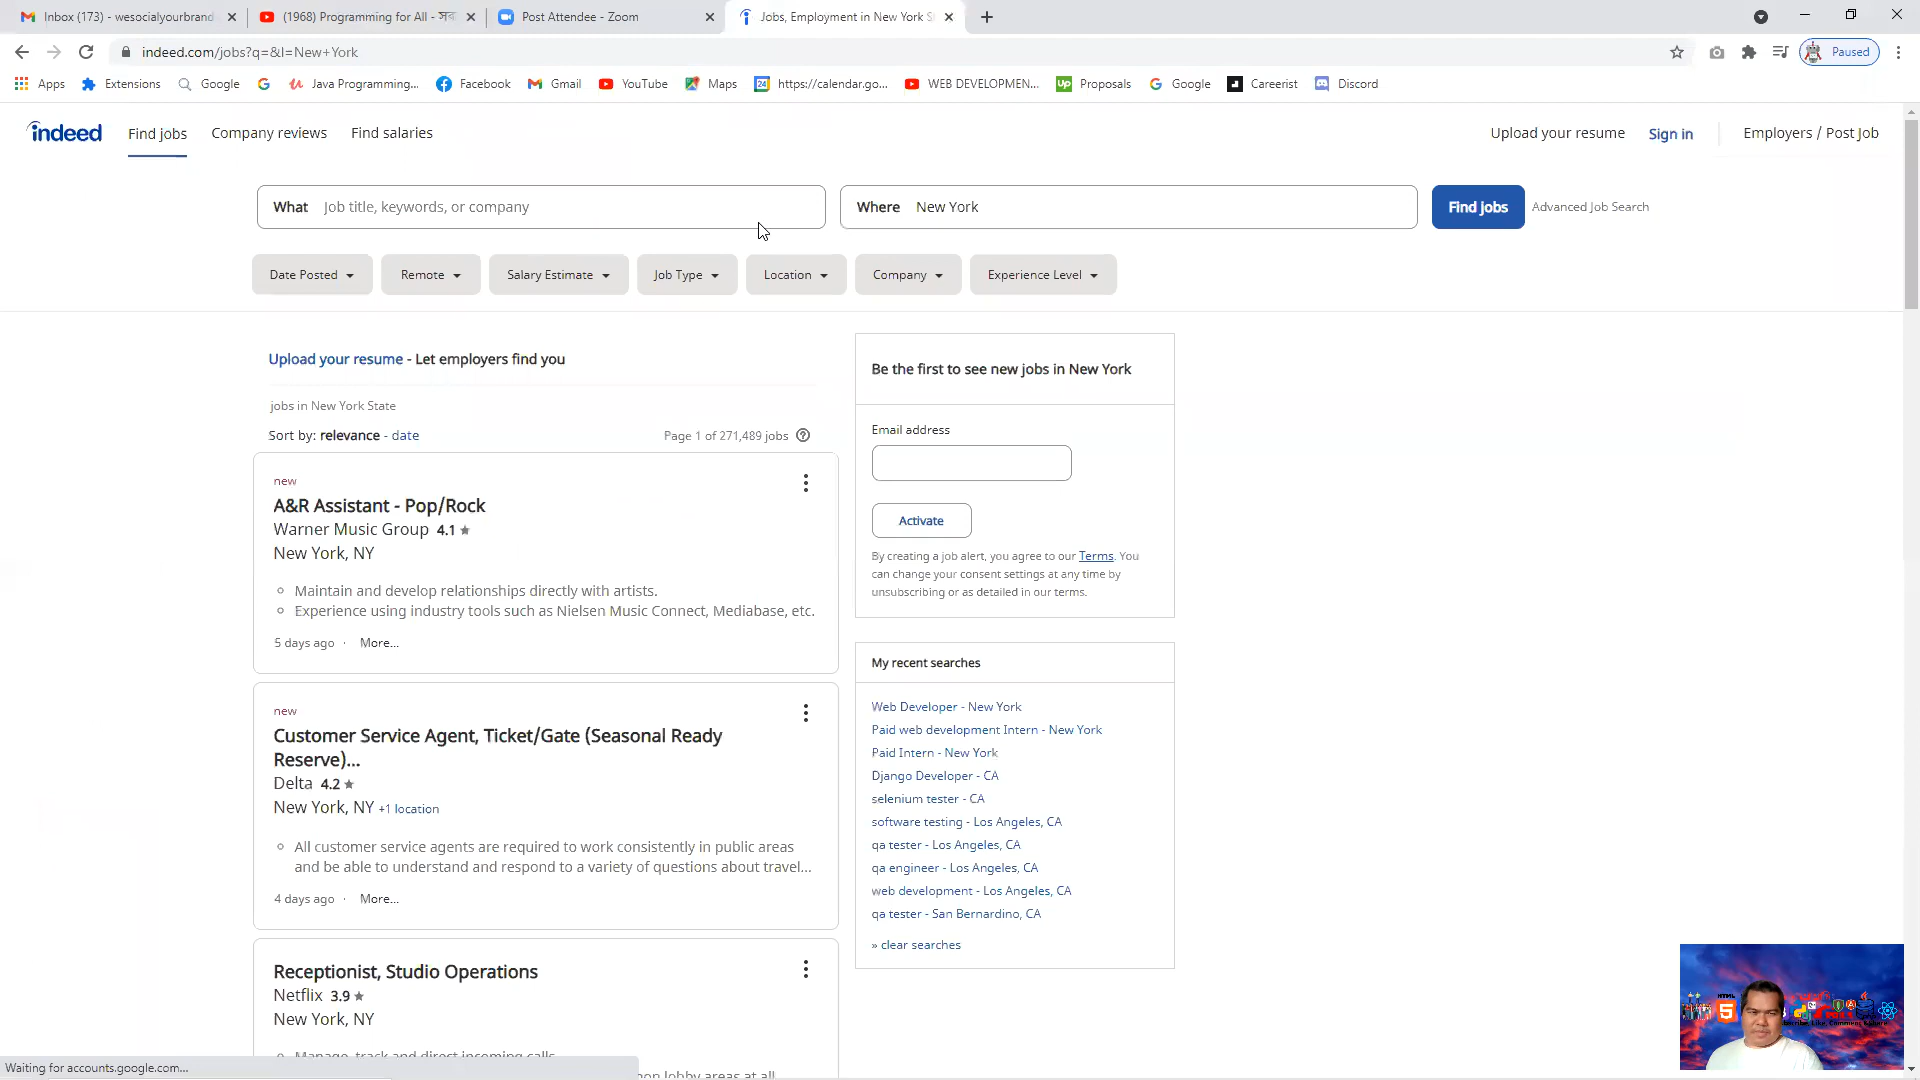 Inbox (173) - wesocialyourbrand
(1968) Programming for All - সব
Post Attendee - Zoom
Jobs, Employment in New York S
indeed.com/jobs?q=&l=New+York
Paused
Apps
Extensions
Google
Java Programming...
Facebook
Gmail
YouTube
Maps
https://calendar.go...
WEB DEVELOPMEN...
Proposals
Google
Careerist
Discord
indeed
Find jobs
Company reviews
Find salaries
Upload your resume
Sign in
Employers / Post Job
What Job title, keywords, or company
Where New York
Find jobs
Advanced Job Search
Date Posted
Remote
Salary Estimate
Job Type
Location
Company
Experience Level
Upload your resume - Let employers find you
jobs in New York State
Sort by: relevance - date
Page 1 of 271,489 jobs
new
A&R Assistant - Pop/Rock
Warner Music Group 4.1
New York, NY
Maintain and develop relationships directly with artists.
Experience using industry tools such as Nielsen Music Connect, Mediabase, etc.
5 days ago · More...
new
Customer Service Agent, Ticket/Gate (Seasonal Ready
Reserve)...
Delta 4.2
New York, NY +1 location
All customer service agents are required to work consistently in public areas
and be able to understand and respond to a variety of questions about travel...
4 days ago · More...
Receptionist, Studio Operations
Netflix 3.9
New York, NY
Manage, track and direct incoming calls.
on lobby areas at all
Be the first to see new jobs in New York
Email address
Activate
By creating a job alert, you agree to our Terms. You
can change your consent settings at any time by
unsubscribing or as detailed in our terms.
My recent searches
Web Developer - New York
Paid web development Intern - New York
Paid Intern - New York
Django Developer - CA
selenium tester - CA
software testing - Los Angeles, CA
qa tester - Los Angeles, CA
qa engineer - Los Angeles, CA
web development - Los Angeles, CA
qa tester - San Bernardino, CA
» clear searches
Waiting for accounts.google.com...